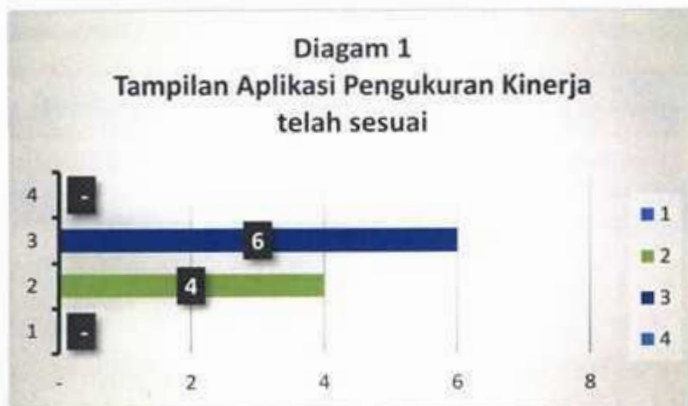 Diagam 1
Tampilan Aplikasi Pengukuran Kinerja
telah sesuai
4 -
3 6
2 4
1 -
- 2 4 6 8
1
2
3
4